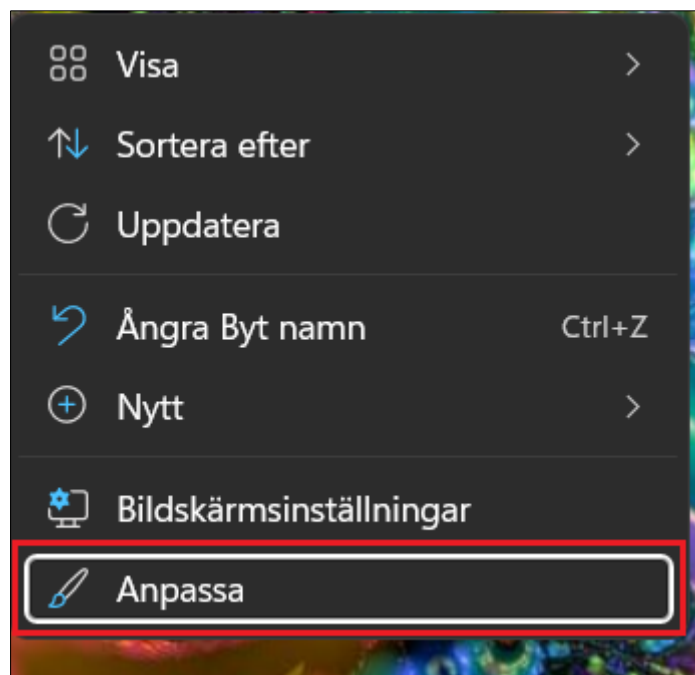 Visa
Sortera efter
Uppdatera
Ångra Byt namn Ctrl+Z
Nytt
Bildskärmsinställningar
Anpassa